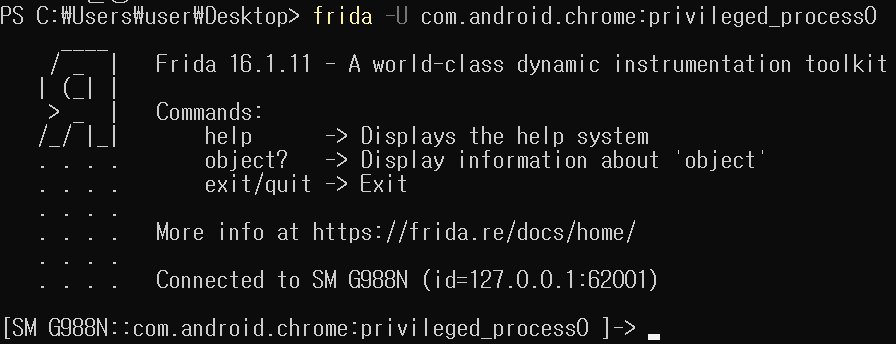 PS C:₩Users₩user₩Desktop> frida -U com.android.chrome:privileged_process0
Frida 16.1.11 - A world-class dynamic instrumentation toolkit
Commands:
help -> Displays the help system
object? -> Display information about 'object'
exit/quit -> Exit
More info at https://frida.re/docs/home/
Connected to SM G988N (id=127.0.0.1:62001)
[SM G988N::com.android.chrome:privileged_process0 ]->